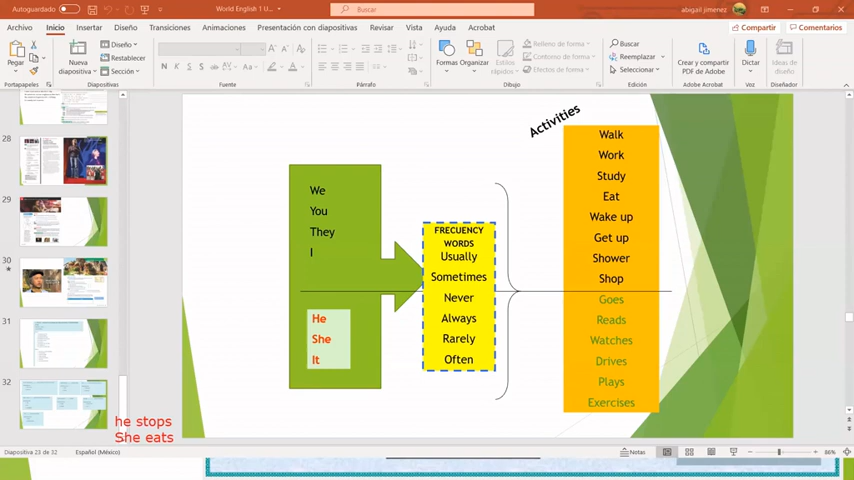 Autoguardado
World English 1 U...
Buscar
abigail jimenez
Archivo
Inicio
Insertar
Diseño
Transiciones
Animaciones
Presentación con diapositivas
Revisar
Vista
Ayuda
Acrobat
Compartir
Comentarios
Pegar
Nueva
diapositiva
Diseño
Restablecer
Sección
N
K
S
Formas
Organizar
Estilos
rápidos
Relleno de forma
Contorno de forma
Efectos de forma
Buscar
Reemplazar
Seleccionar
Crear y compartir
PDF de Adobe
Dictar
Ideas de
diseño
Portapapeles
Diapositivas
Fuente
Párrafo
Dibujo
Edición
Adobe Acrobat
Voz
Diseñador
28
29
30
31
32
We
You
They
I
He
She
It
FRECUENCY
WORDS
Usually
Sometimes
Never
Always
Rarely
Often
Activities
Walk
Work
Study
Eat
Wake up
Get up
Shower
Shop
Goes
Reads
Watches
Drives
Plays
Exercises
he stops
She eats
Diapositiva 23 de 32
Español (México)
Notas
86%